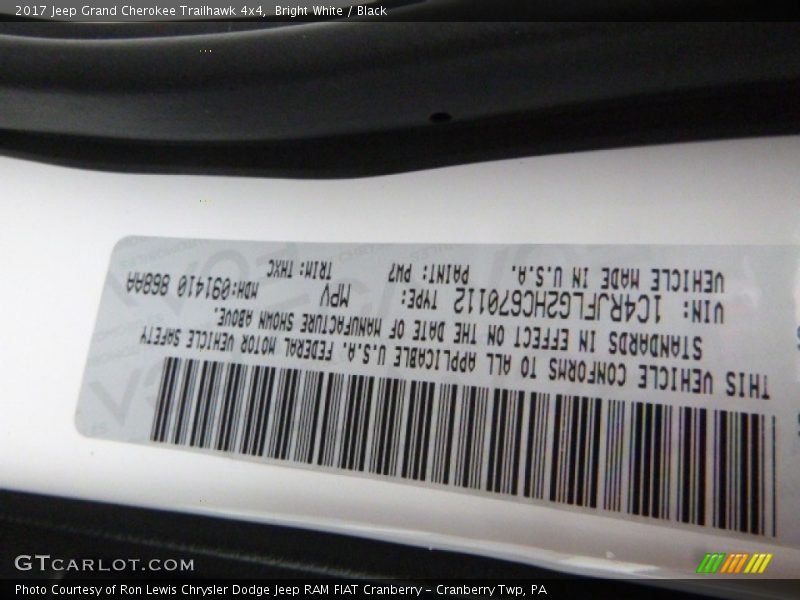 2017 Jeep Grand Cherokee Trailhawk 4x4, Bright White / Black
THIS VEHICLE CONFORMS TO ALL APPLICABLE U.S.A. FEDERAL MOTOR VEHICLE SAFETY
STANDARDS IN EFFECT ON THE DATE OF MANUFACTURE SHOWN ABOVE.
VIN: 1C4RJFLG2HC670112 TYPE: MPV
VEHICLE MADE IN U.S.A. PAINT: PW7 TRIM: THXC MDH:091410 868AA
GTCARLOT.COM
Photo Courtesy of Ron Lewis Chrysler Dodge Jeep RAM FIAT Cranberry – Cranberry Twp, PA